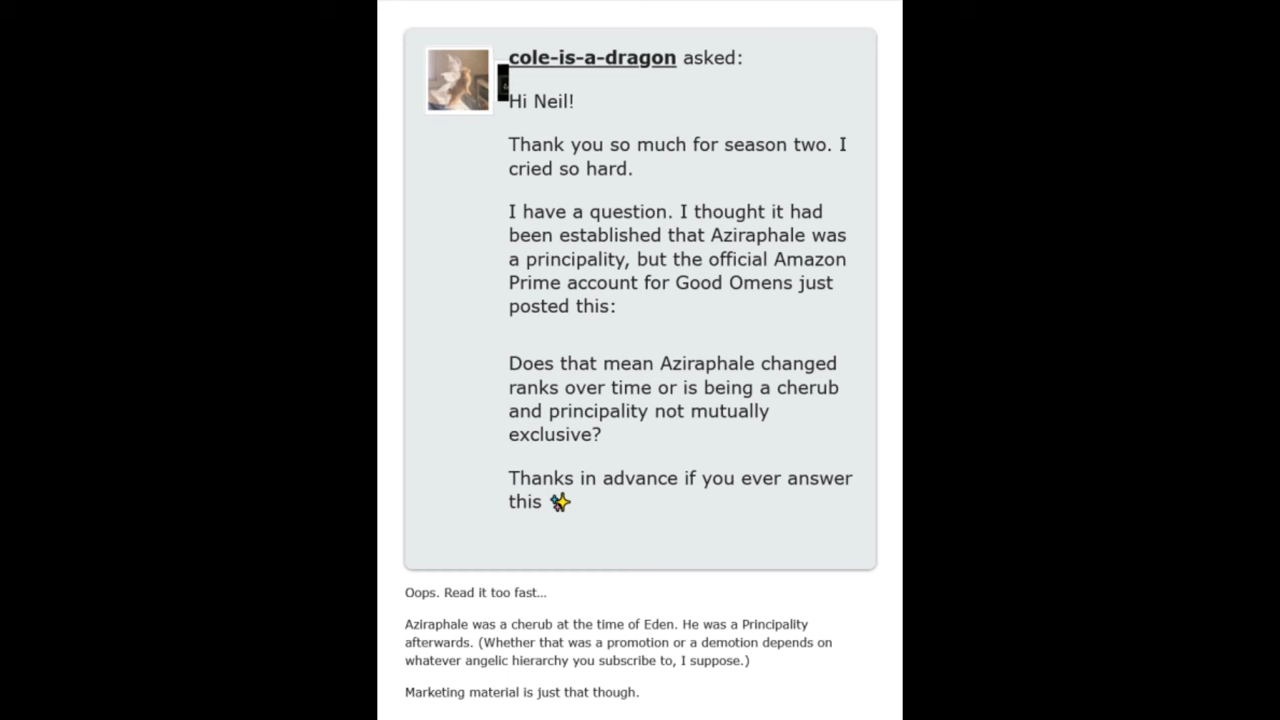 cole-is-a-dragon asked:
Hi Neil!
Thank you so much for season two. I
cried so hard.
I have a question. I thought it had
been established that Aziraphale was
a principality, but the official Amazon
Prime account for Good Omens just
posted this:
Does that mean Aziraphale changed
ranks over time or is being a cherub
and principality not mutually
exclusive?
Thanks in advance if you ever answer
this ✨
Oops. Read it too fast...
Aziraphale was a cherub at the time of Eden. He was a Principality
afterwards. (Whether that was a promotion or a demotion depends on
whatever angelic hierarchy you subscribe to, I suppose.)
Marketing material is just that though.